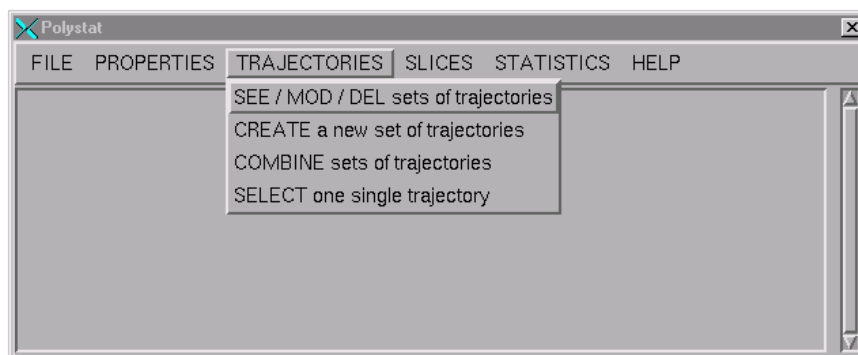 Polystat
FILE PROPERTIES TRAJECTORIES SLICES STATISTICS HELP
SEE / MOD / DEL sets of trajectories
CREATE a new set of trajectories
COMBINE sets of trajectories
SELECT one single trajectory